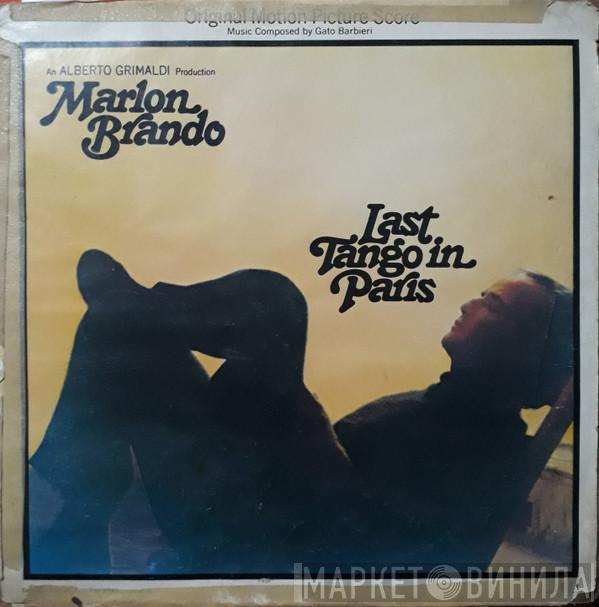 Original Motion Picture Score
Music Composed by Gato Barbieri
An ALBERTO GRIMALDI Production
Marlon
Brando
Last
Tango in
Paris
МАРКЕТ ВИНИЛА